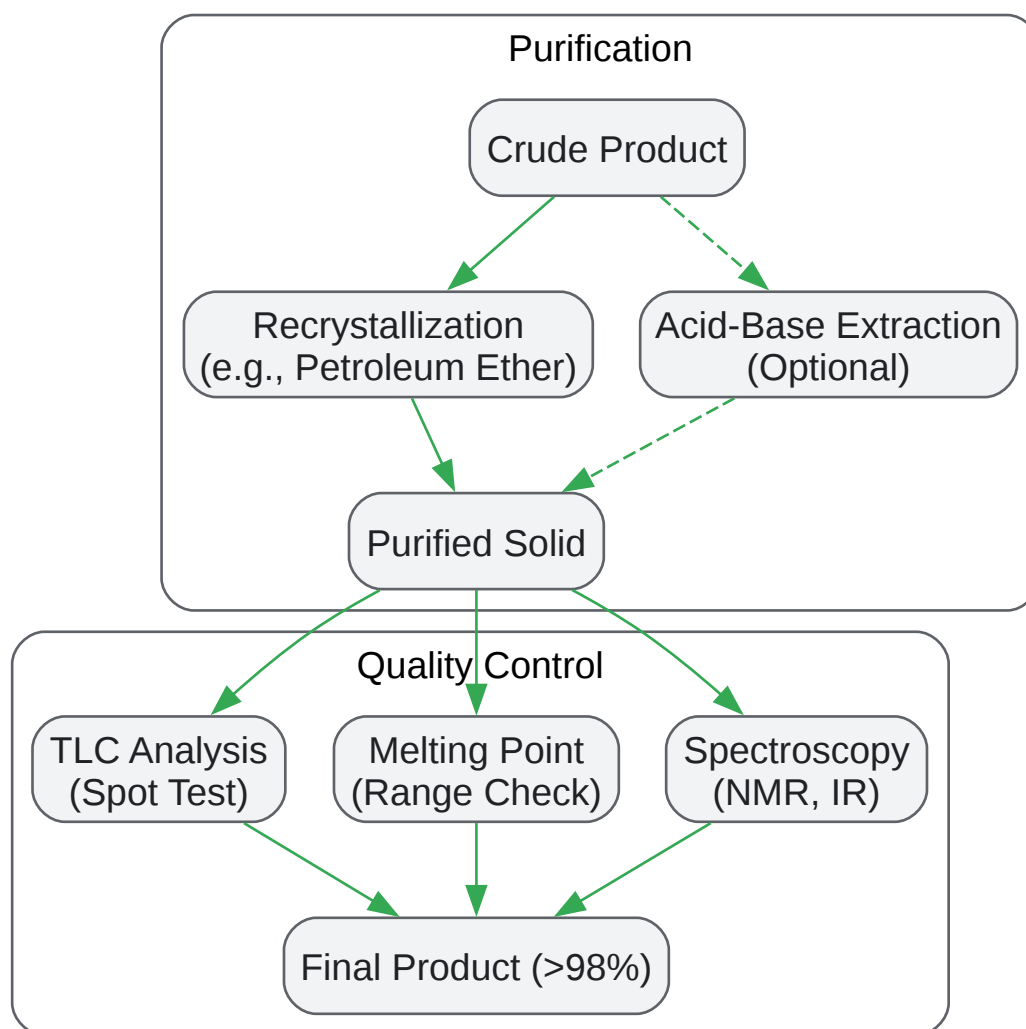 Purification
Crude Product
Recrystallization
(e.g., Petroleum Ether)
Acid-Base Extraction
(Optional)
Purified Solid
Quality Control
TLC Analysis
(Spot Test)
Melting Point
(Range Check)
Spectroscopy
(NMR, IR)
Final Product (>98%)